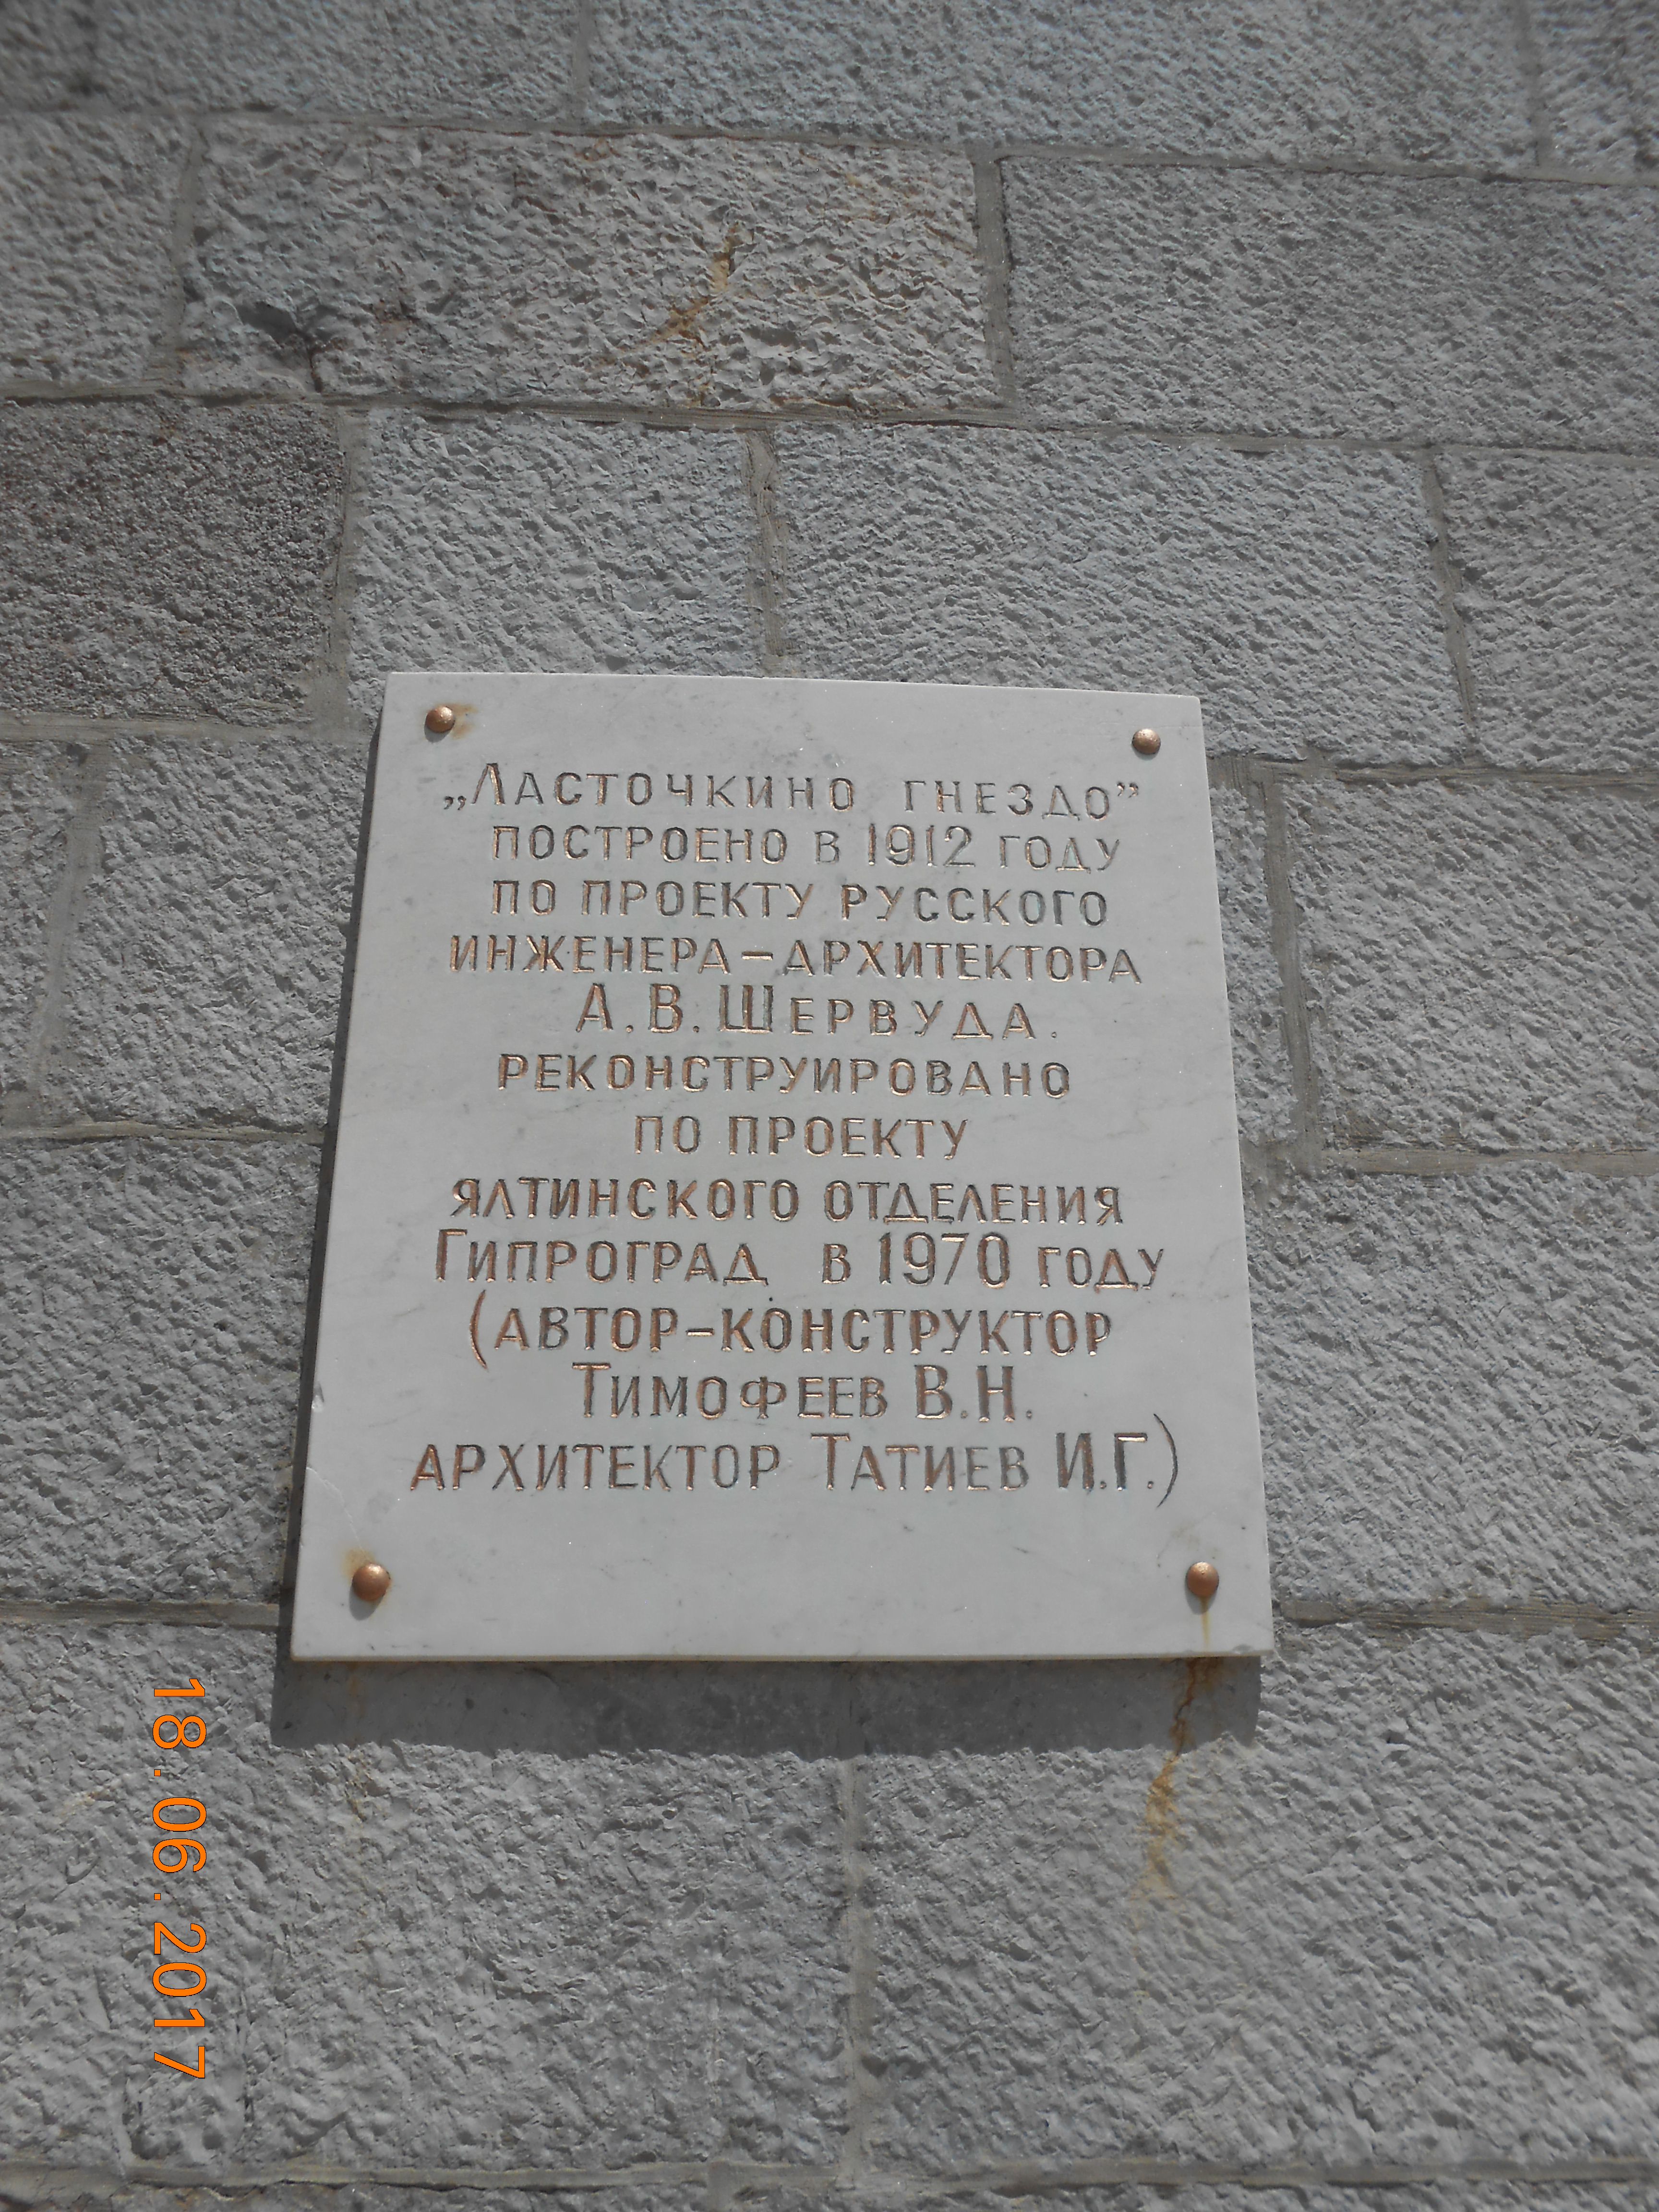 „Ласточкино гнездо”
построено в 1912 году
по проекту русского
инженера-архитектора
А.В. Шервуда.
реконструировано
по проекту
ялтинского отделения
Гипроград в 1970 году
(автор-конструктор
Тимофеев В.Н.
архитектор Татиев И.Г.)
18.06.2017